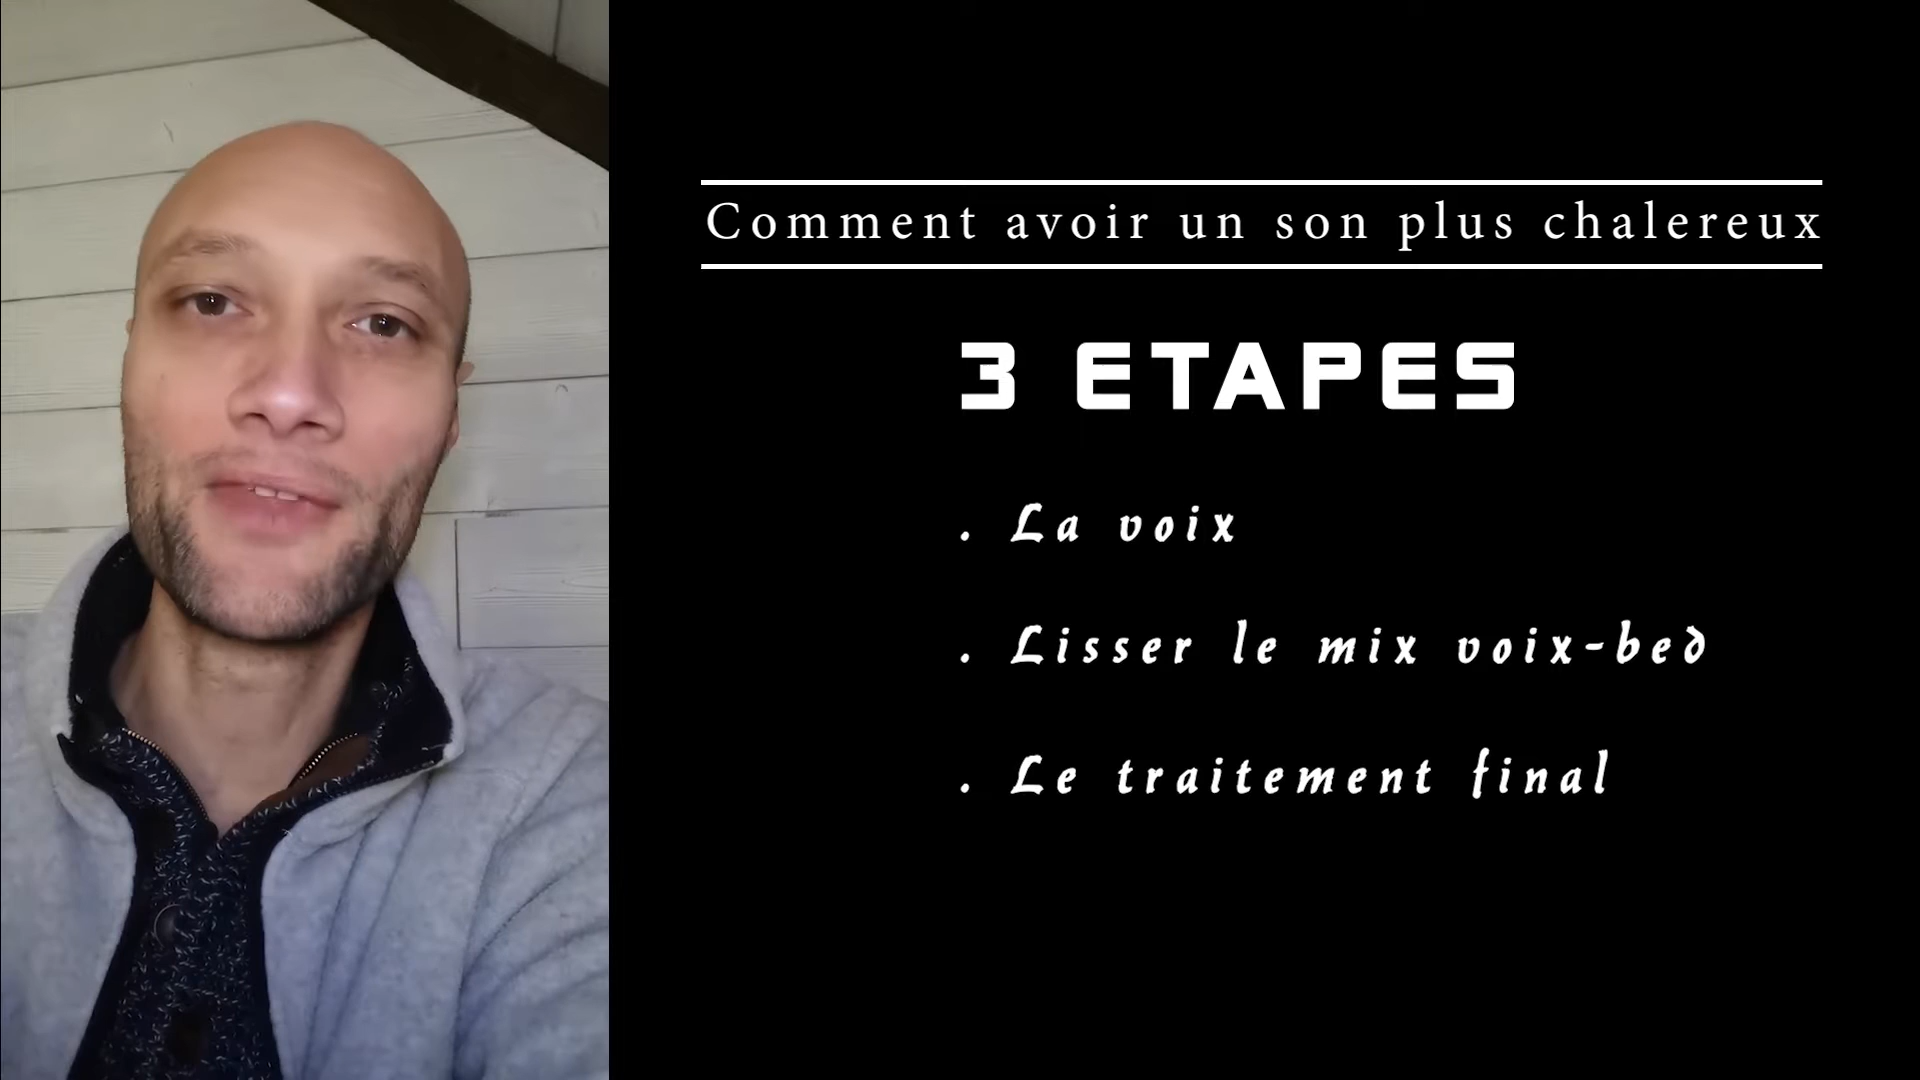 Comment avoir un son plus chalereux
3 ETAPES
. La voix
. Lisser le mix voix-bed
. Le traitement final